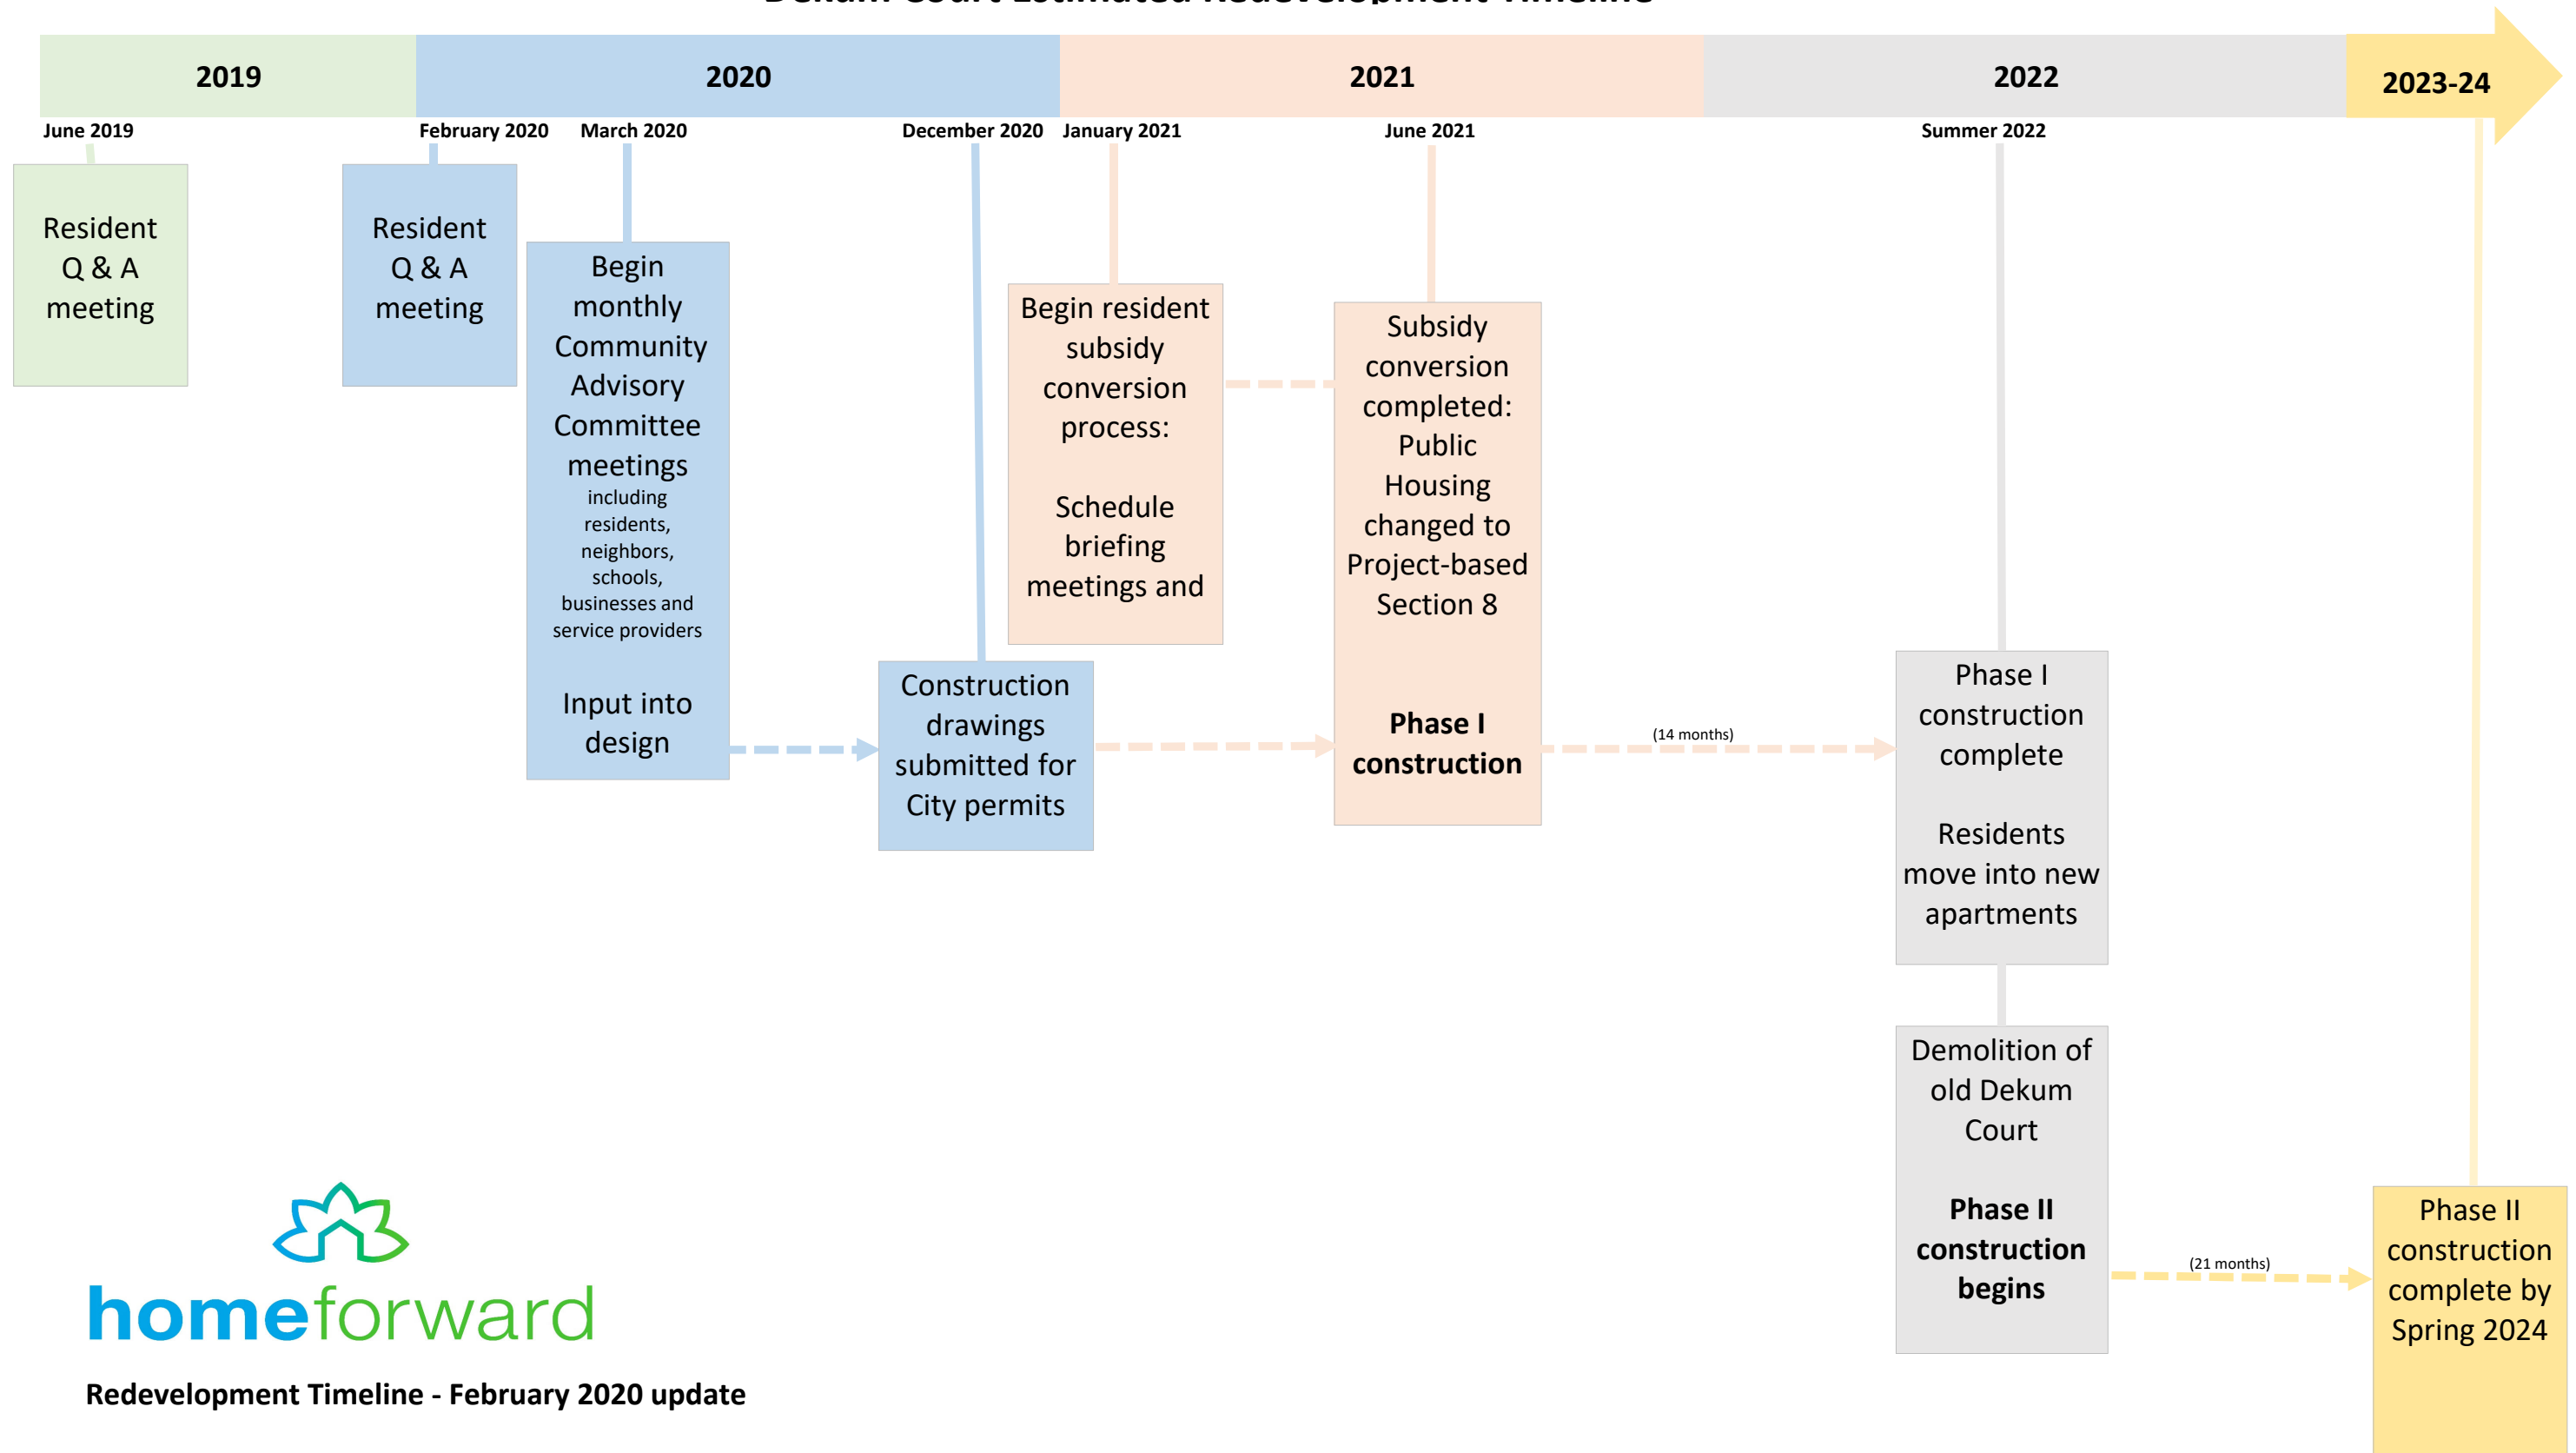 Dekum Court Estimated Redevelopment Timeline
2019
2020
2021
2022
2023-24
June 2019
February 2020
March 2020
December 2020
January 2021
June 2021
Summer 2022
Resident
Q & A
meeting
Resident
Q & A
meeting
Begin
monthly
Community
Advisory
Committee
meetings
including
residents,
neighbors,
schools,
businesses and
service providers
Input into
design
Construction
drawings
submitted for
City permits
Begin resident
subsidy
conversion
process:
Schedule
briefing
meetings and
Subsidy
conversion
completed:
Public
Housing
changed to
Project-based
Section 8
Phase I
construction
(14 months)
Phase I
construction
complete
Residents
move into new
apartments
Demolition of
old Dekum
Court
Phase II
construction
begins
(21 months)
Phase II
construction
complete by
Spring 2024
homeforward
Redevelopment Timeline - February 2020 update